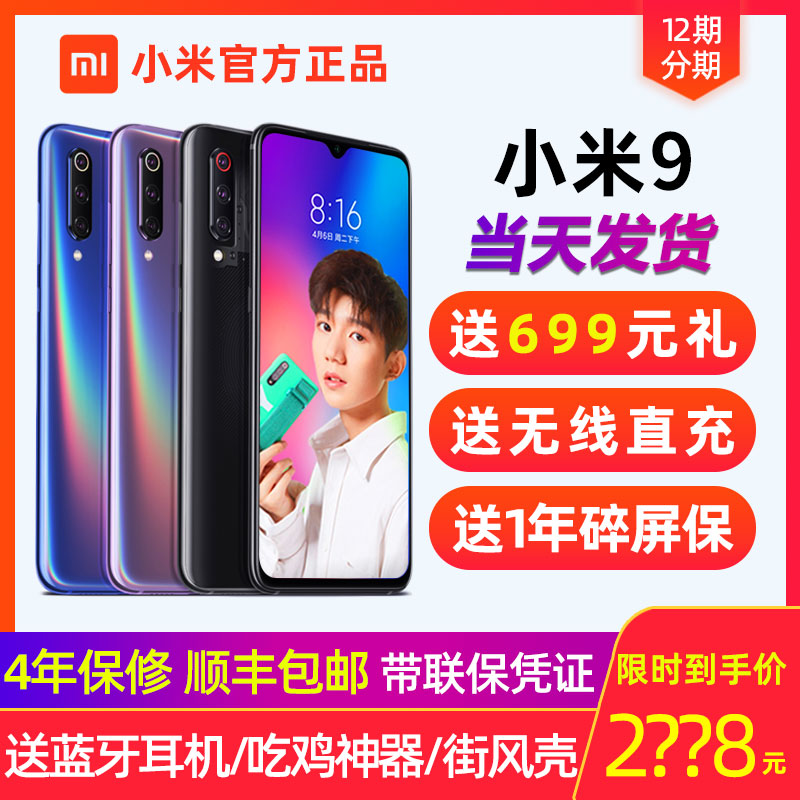 mi 小米官方正品
12期
分期
小米9
当天发货
8:16
4月6日 周二下午
送699元礼
送无线直充
送1年碎屏保
4年保修 顺丰包邮 带联保凭证
限时到手价
送蓝牙耳机/吃鸡神器/街风壳
2??8元